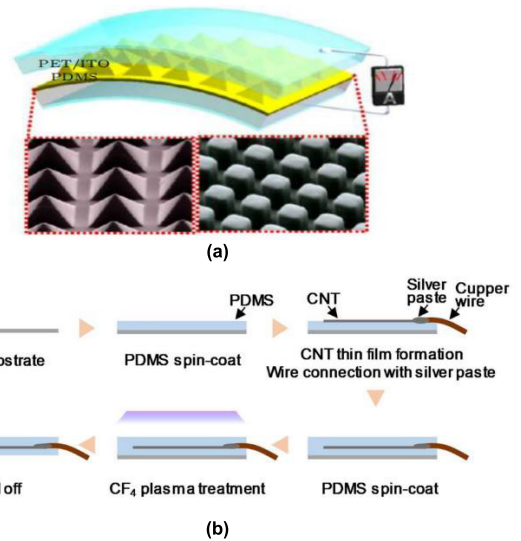 PET/ITO
PDMS
A
(a)
PDMS
CNT
Silver
paste
Cupper
wire
ostrate
PDMS spin-coat
CNT thin film formation
Wire connection with silver paste
l off
CF₄ plasma treatment
PDMS spin-coat
(b)